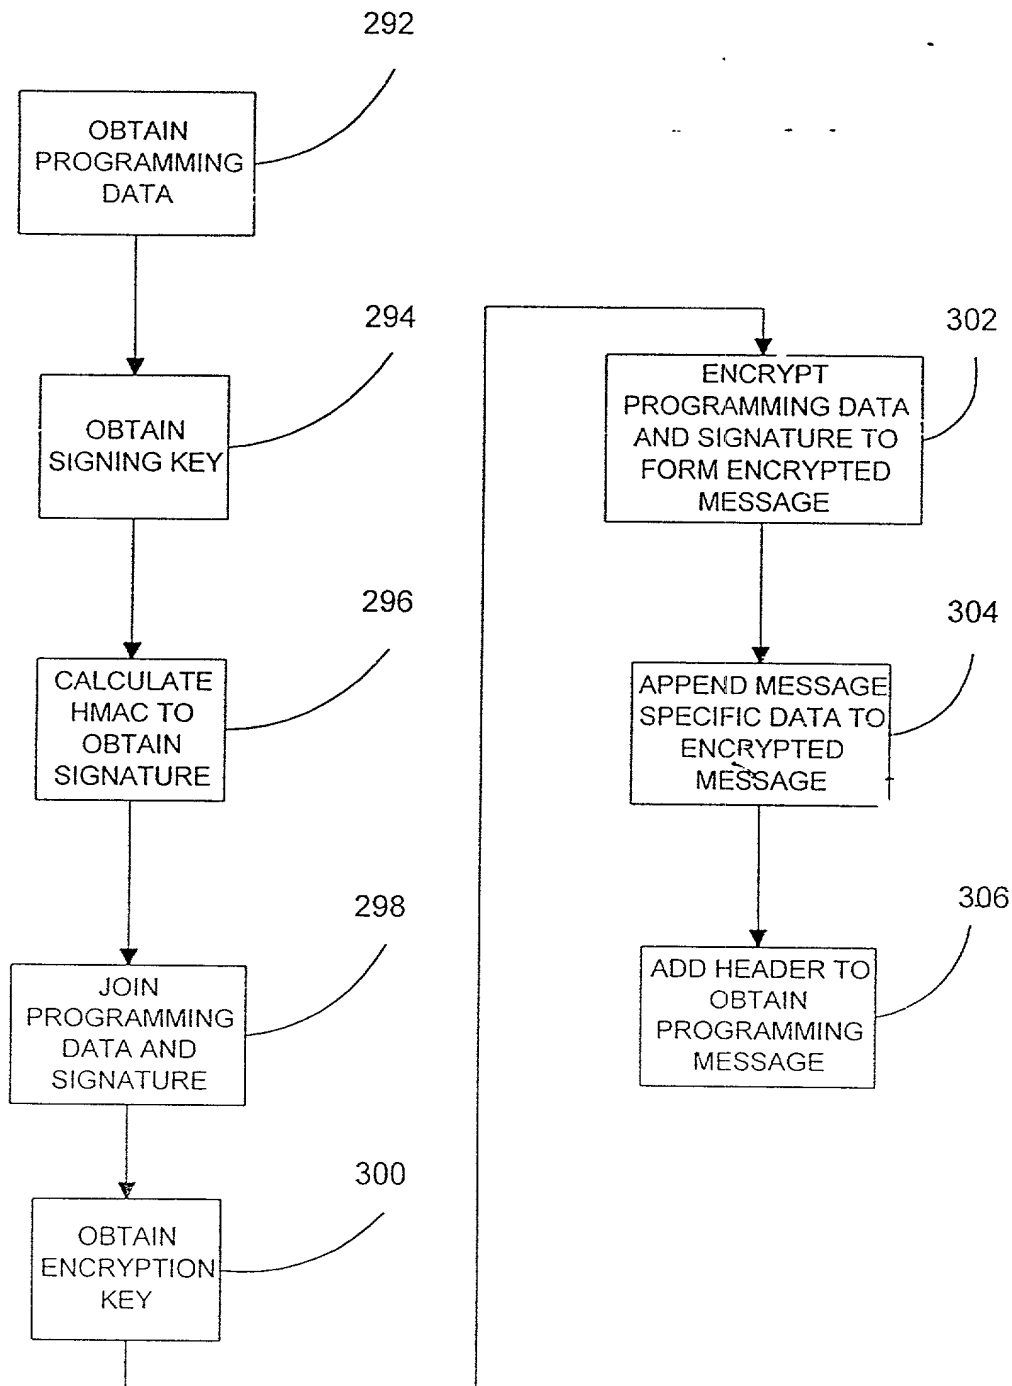 292
OBTAIN
PROGRAMMING
DATA
294
OBTAIN
SIGNING KEY
296
CALCULATE
HMAC TO
OBTAIN
SIGNATURE
298
JOIN
PROGRAMMING
DATA AND
SIGNATURE
300
OBTAIN
ENCRYPTION
KEY
302
ENCRYPT
PROGRAMMING DATA
AND SIGNATURE TO
FORM ENCRYPTED
MESSAGE
304
APPEND MESSAGE
SPECIFIC DATA TO
ENCRYPTED
MESSAGE
306
ADD HEADER TO
OBTAIN
PROGRAMMING
MESSAGE